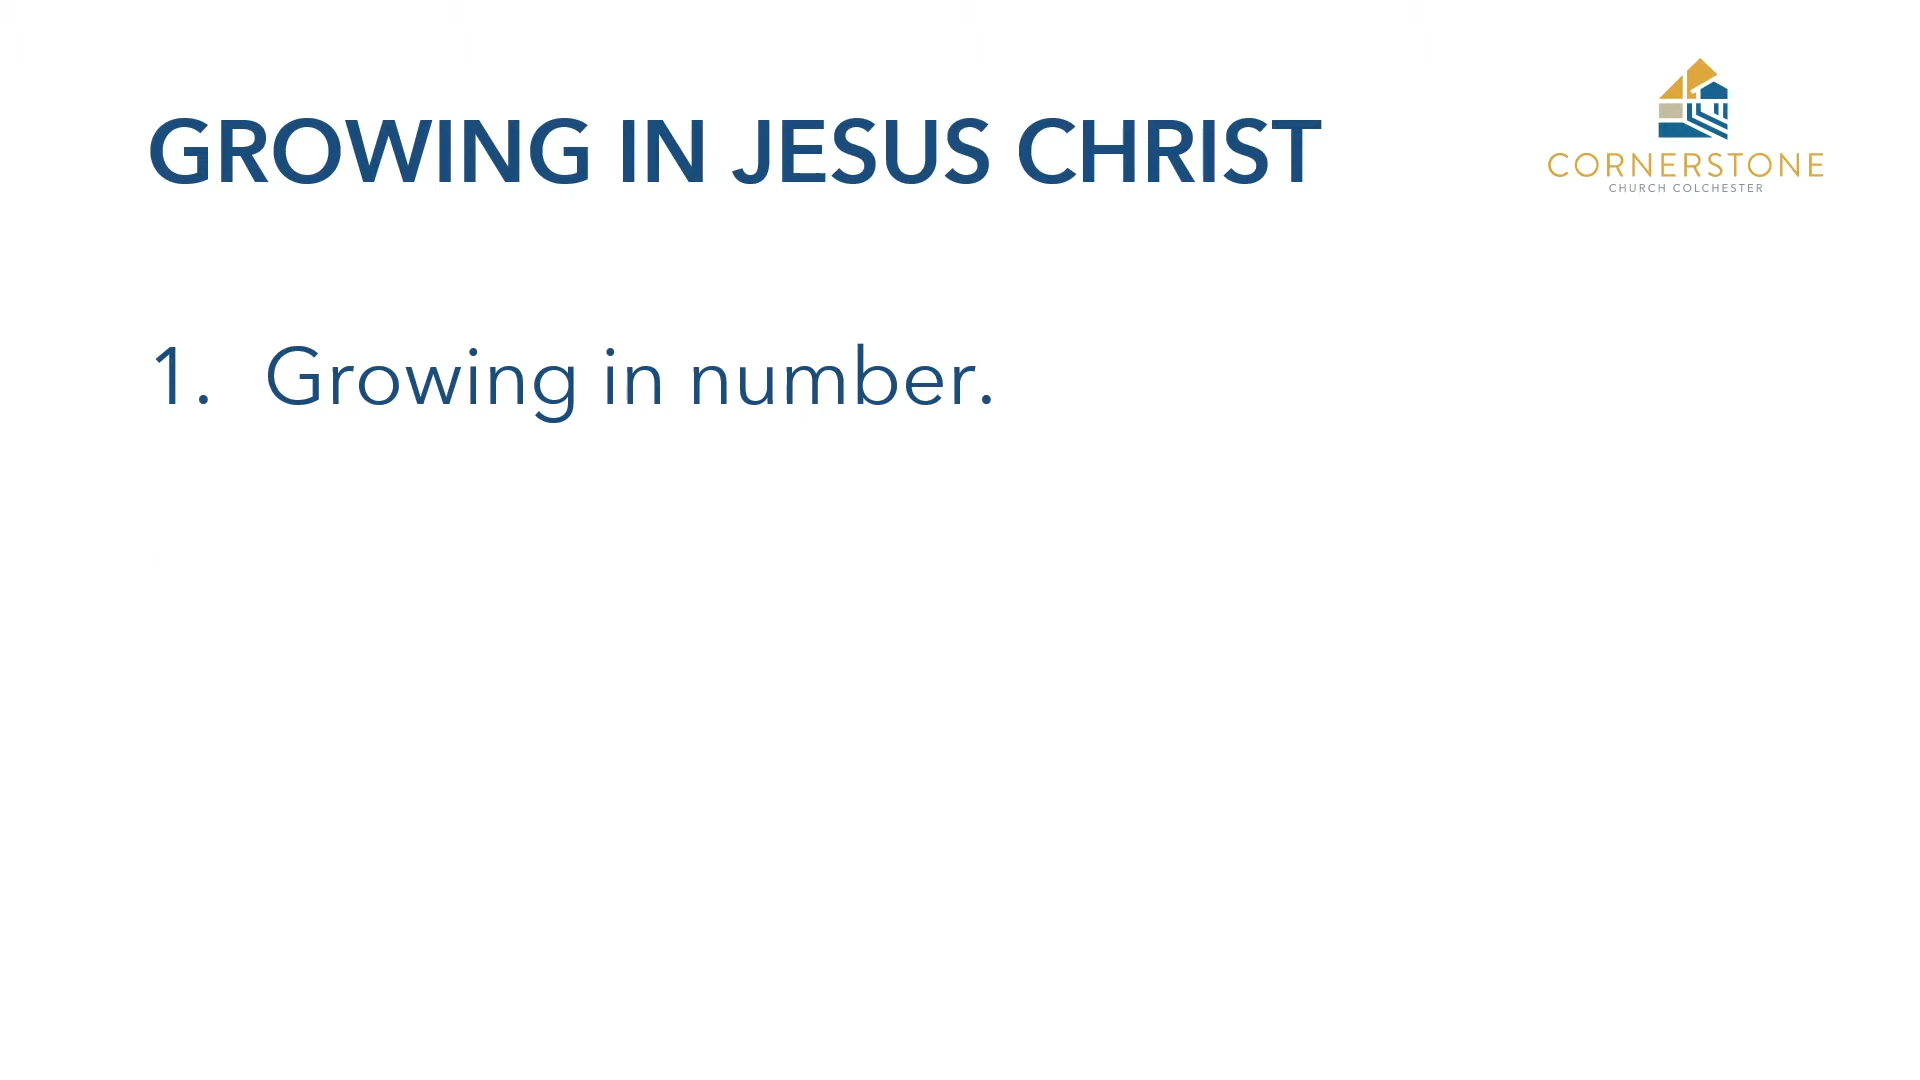 GROWING IN JESUS CHRIST
CORNERSTONE
CHURCH COLCHESTER
1. Growing in number.